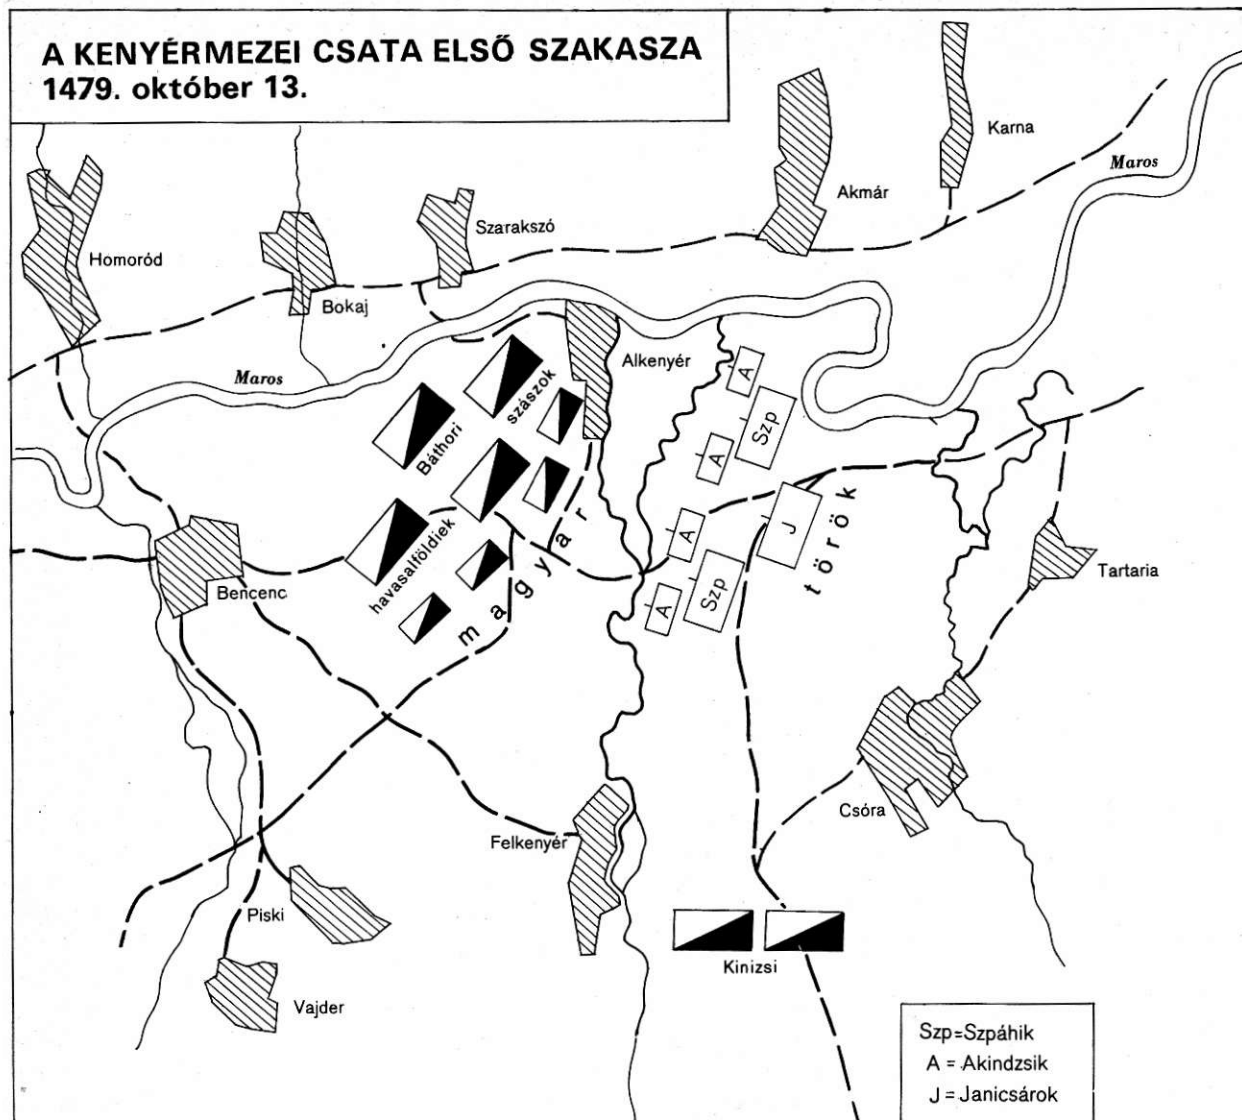 A KENYÉRMEZEI CSATA ELSŐ SZAKASZA
1479. október 13.
Karna
Maros
Akmár
Szarakszó
Homoród
Bokaj
Alkenyér
Maros
szászok
Báthori
A
Szp
A
havasalföldiek
magyar
A
J
török
Szp
A
Tartaria
Bencenc
Csóra
Felkenyér
Piski
Kinizsi
Vajder
Szp=Szpáhik
A = Akindzsik
J = Janicsárok